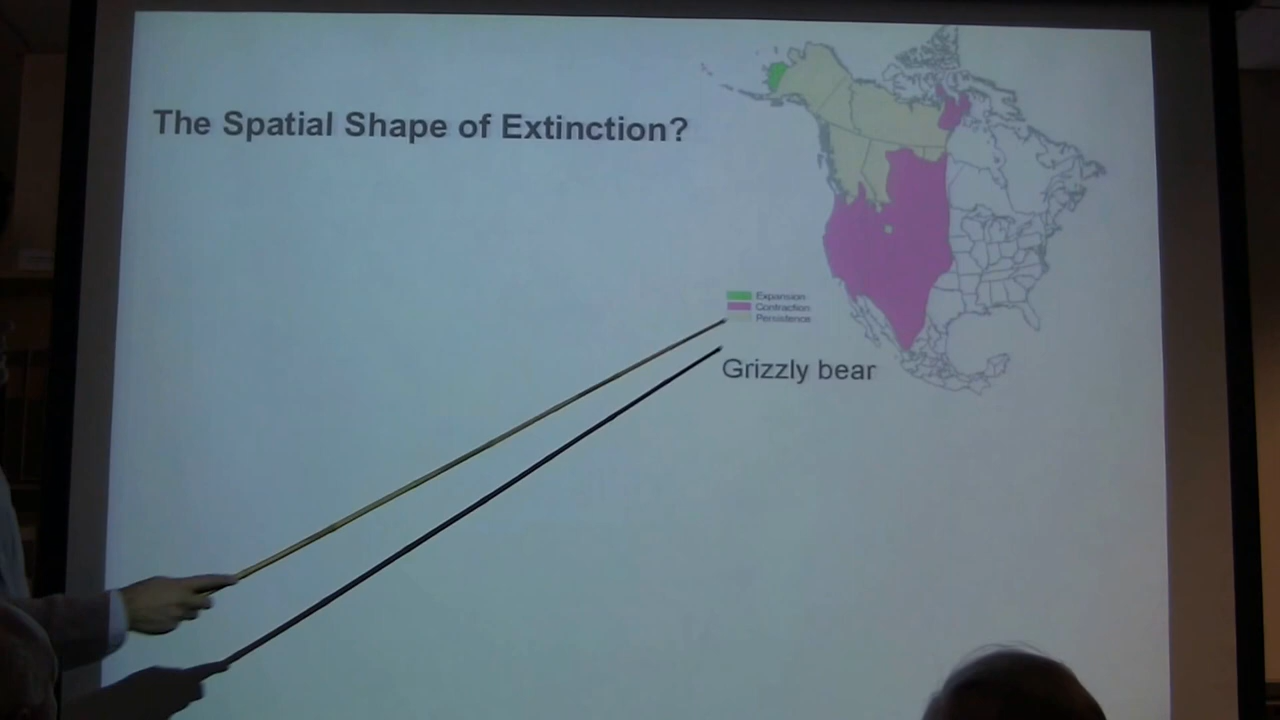 The Spatial Shape of Extinction?
Expansion
Contraction
Persistence
Grizzly bear